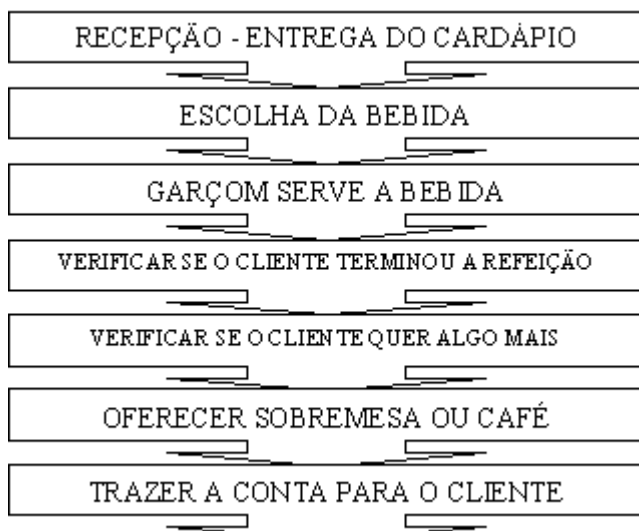 RECEPÇÃO - ENTREGA DO CARDÁPIO
ESCOLHA DA BEBIDA
GARÇOM SERVE A BEBIDA
VERIFICAR SE O CLIENTE TERMINOU A REFEIÇÃO
VERIFICAR SE O CLIENTE QUER ALGO MAIS
OFERECER SOBREMESA OU CAFÉ
TRAZER A CONTA PARA O CLIENTE